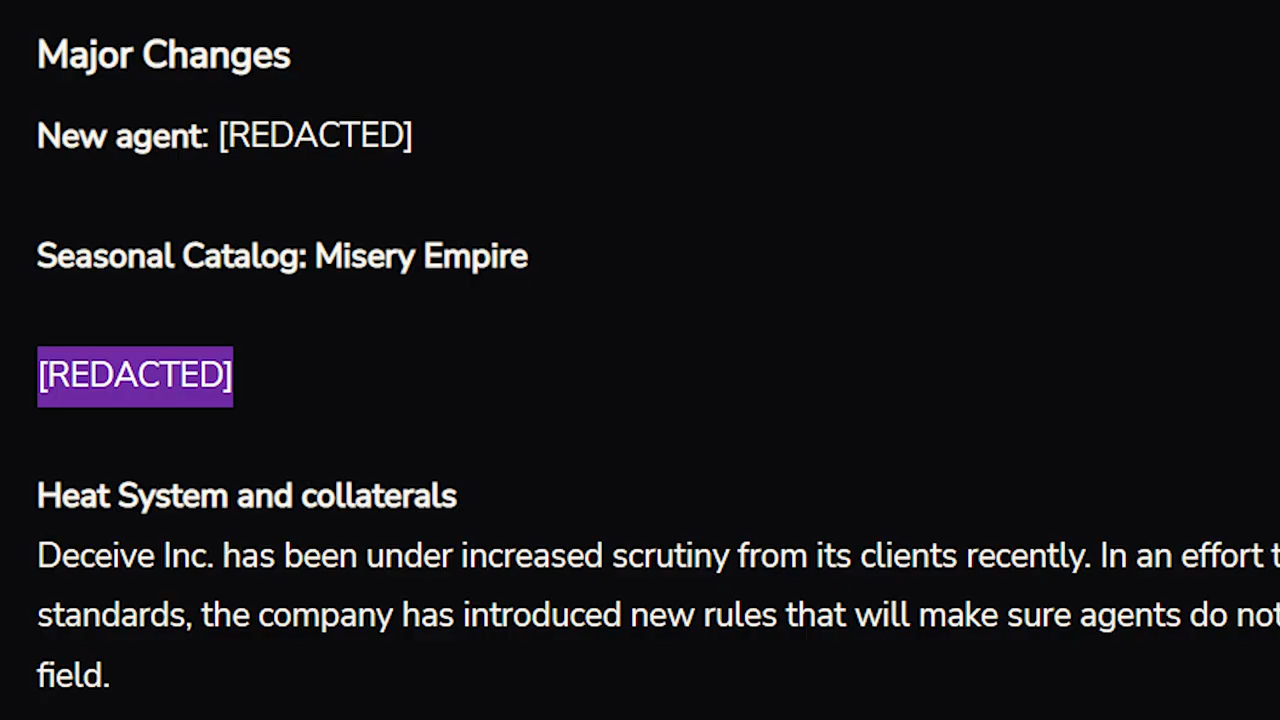 Major Changes
New agent: [REDACTED]
Seasonal Catalog: Misery Empire
[REDACTED]
Heat System and collaterals
Deceive Inc. has been under increased scrutiny from its clients recently. In an effort
standards, the company has introduced new rules that will make sure agents do not
field.